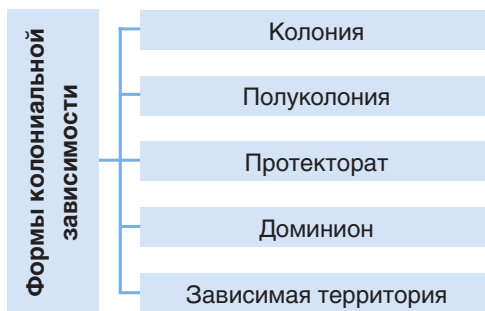 Формы колониальной
зависимости
Колония
Полуколония
Протекторат
Доминион
Зависимая территория